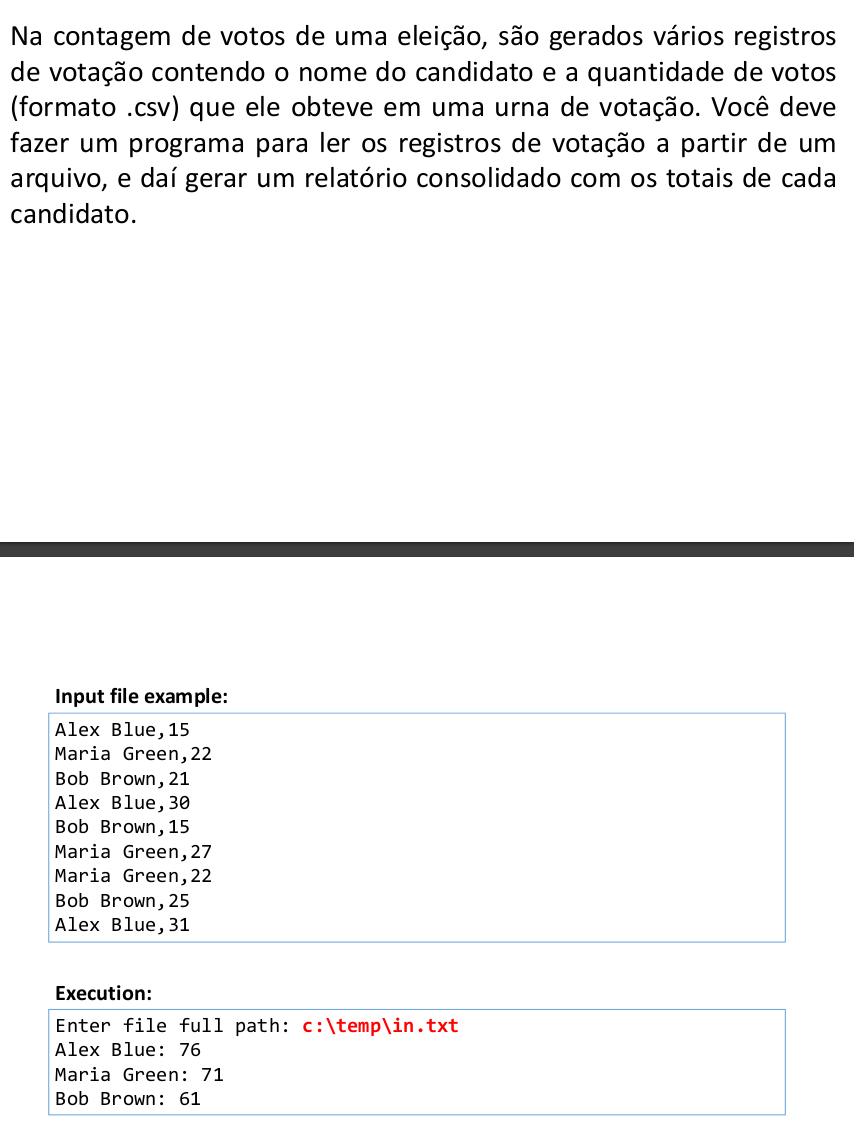 Na contagem de votos de uma eleição, são gerados vários registros
de votação contendo o nome do candidato e a quantidade de votos
(formato .csv) que ele obteve em uma urna de votação. Você deve
fazer um programa para ler os registros de votação a partir de um
arquivo, e daí gerar um relatório consolidado com os totais de cada
candidato.
Input file example:
Alex Blue,15
Maria Green,22
Bob Brown,21
Alex Blue,30
Bob Brown,15
Maria Green,27
Maria Green,22
Bob Brown,25
Alex Blue,31
Execution:
Enter file full path: c:\temp\in.txt
Alex Blue: 76
Maria Green: 71
Bob Brown: 61